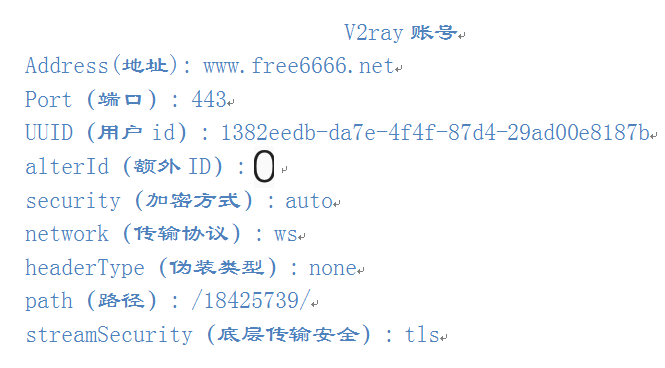 V2ray 账号
Address(地址): www.free6666.net
Port (端口) : 443
UUID (用户 id) : 1382eedb-da7e-4f4f-87d4-29ad00e8187b
alterId (额外 ID) : 0
security (加密方式) : auto
network (传输协议) : ws
headerType (伪装类型) : none
path (路径) : /18425739/
streamSecurity (底层传输安全) : tls